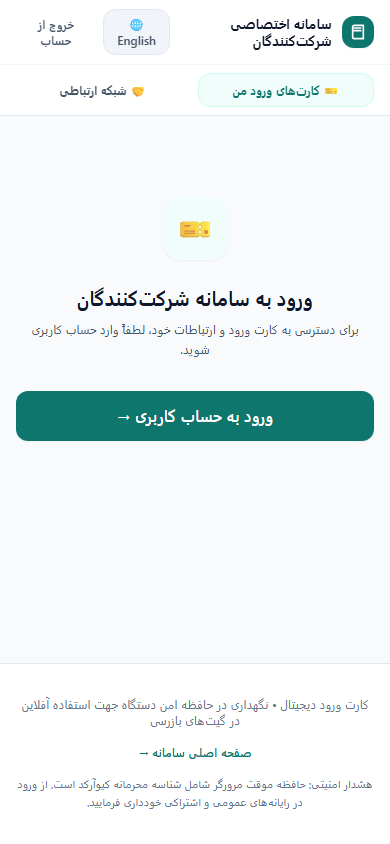 سامانه اختصاصی
شرکت‌کنندگان
English
خروج از
حساب
کارت‌های ورود من
شبکه ارتباطی
ورود به سامانه شرکت‌کنندگان
برای دسترسی به کارت ورود و ارتباطات خود، لطفاً وارد حساب کاربری
شوید.
ورود به حساب کاربری →
کارت ورود دیجیتال • نگهداری در حافظه امن دستگاه جهت استفاده آفلاین
در گیت‌های بازرسی
صفحه اصلی سامانه →
هشدار امنیتی: حافظه موقت مرورگر شامل شناسه محرمانه کیوآرکد است. از ورود
در رایانه‌های عمومی و اشتراکی خودداری فرمایید.